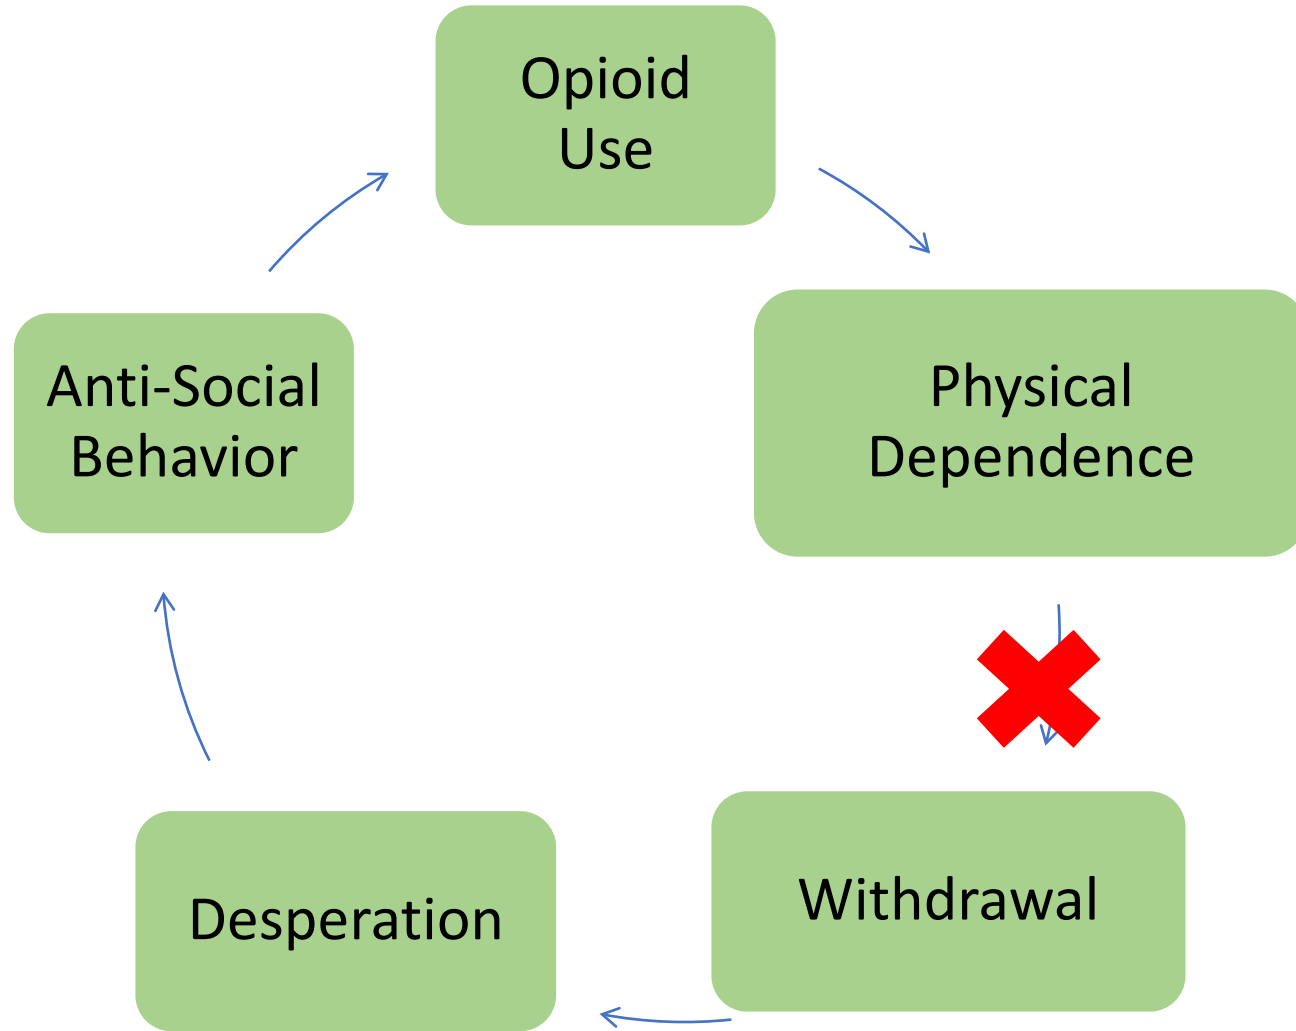 Opioid
Use
Physical
Dependence
Withdrawal
Desperation
Anti-Social
Behavior